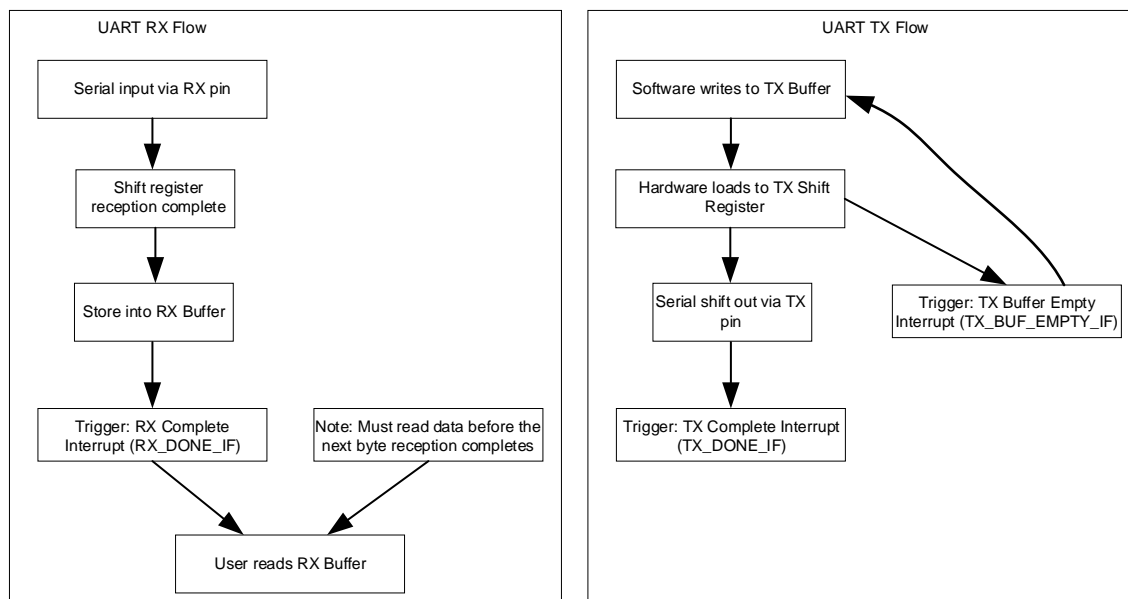 UART RX Flow
Serial input via RX pin
Shift register
reception complete
Store into RX Buffer
Trigger: RX Complete
Interrupt (RX_DONE_IF)
Note: Must read data before the
next byte reception completes
User reads RX Buffer
UART TX Flow
Software writes to TX Buffer
Hardware loads to TX Shift
Register
Serial shift out via TX
pin
Trigger: TX Buffer Empty
Interrupt (TX_BUF_EMPTY_IF)
Trigger: TX Complete Interrupt
(TX_DONE_IF)